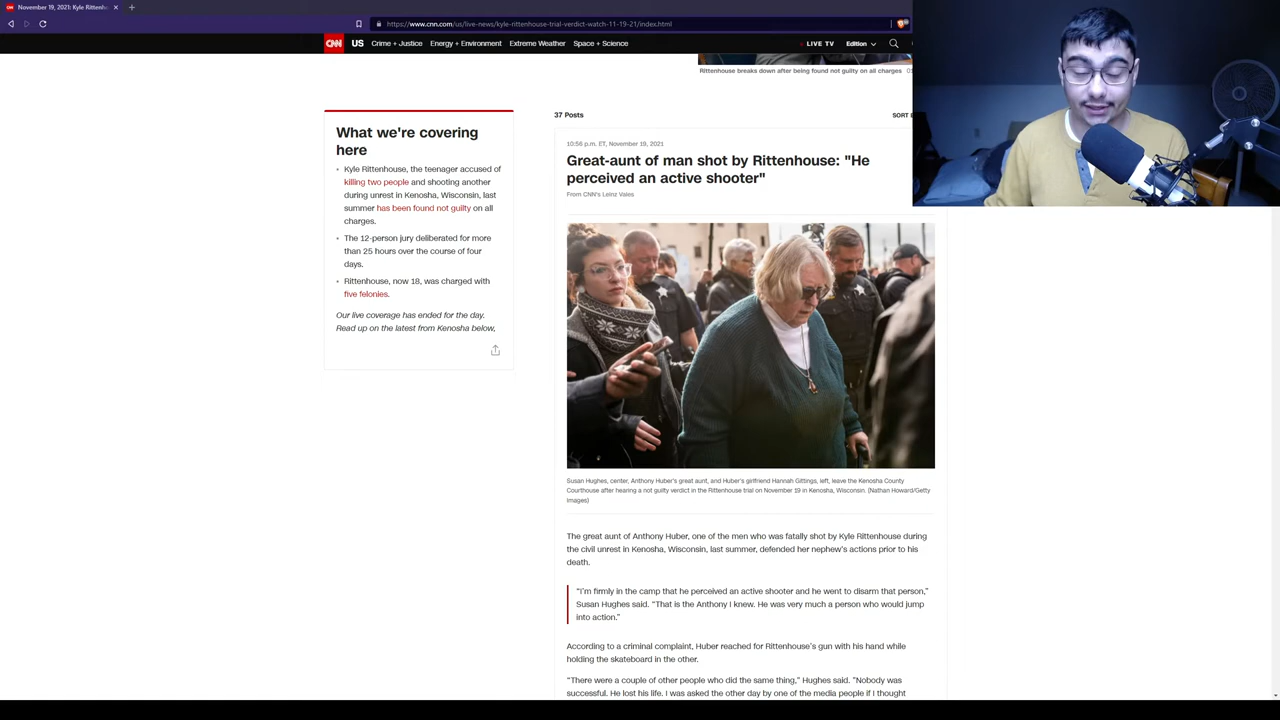 November 19, 2021: Kyle Rittenh
https://www.cnn.com/us/live-news/kyle-rittenhouse-trial-verdict-watch-11-19-21/index.html
CNN US Crime + Justice Energy + Environment Extreme Weather Space + Science LIVE TV Edition
Rittenhouse breaks down after being found not guilty on all charges
37 Posts
SORT
What we're covering
here
Kyle Rittenhouse, the teenager accused of
killing two people and shooting another
during unrest in Kenosha, Wisconsin, last
summer has been found not guilty on all
charges.
The 12-person jury deliberated for more
than 25 hours over the course of four
days.
Rittenhouse, now 18, was charged with
five felonies.
Our live coverage has ended for the day.
Read up on the latest from Kenosha below,
10:56 p.m. ET, November 19, 2021
Great-aunt of man shot by Rittenhouse: "He
perceived an active shooter"
From CNN's Leinz Vales
Susan Hughes, center, Anthony Huber's great aunt, and Huber's girlfriend Hannah Gittings, left, leave the Kenosha County
Courthouse after hearing a not guilty verdict in the Rittenhouse trial on November 19 in Kenosha, Wisconsin. (Nathan Howard/Getty
Images)
The great aunt of Anthony Huber, one of the men who was fatally shot by Kyle Rittenhouse during
the civil unrest in Kenosha, Wisconsin, last summer, defended her nephew's actions prior to his
death.
"I'm firmly in the camp that he perceived an active shooter and he went to disarm that person,"
Susan Hughes said. "That is the Anthony I knew. He was very much a person who would jump
into action."
According to a criminal complaint, Huber reached for Rittenhouse's gun with his hand while
holding the skateboard in the other.
"There were a couple of other people who did the same thing," Hughes said. "Nobody was
successful. He lost his life. I was asked the other day by one of the media people if I thought